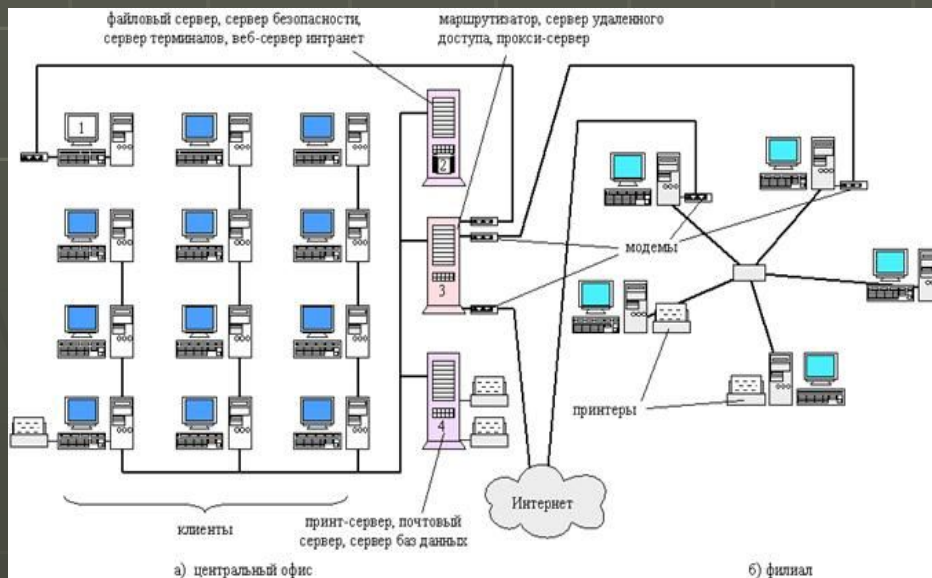 файловый сервер, сервер безопасности,
сервер терминалов, веб-сервер интранет
маршрутизатор, сервер удаленного
доступа, прокси-сервер
1
2
3
модемы
4
принтеры
Интернет
клиенты
принт-сервер, почтовый
сервер, сервер баз данных
а) центральный офис
б) филиал